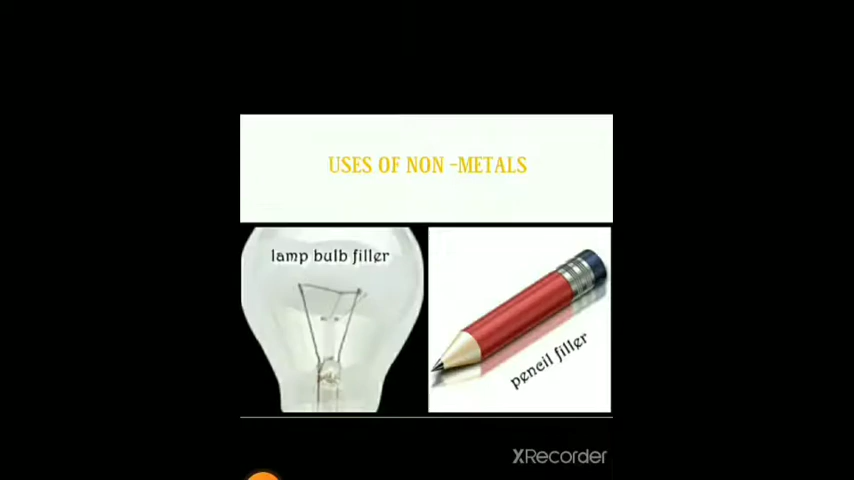 USES OF NON -METALS
lamp bulb filler
pencil filler
XRecorder